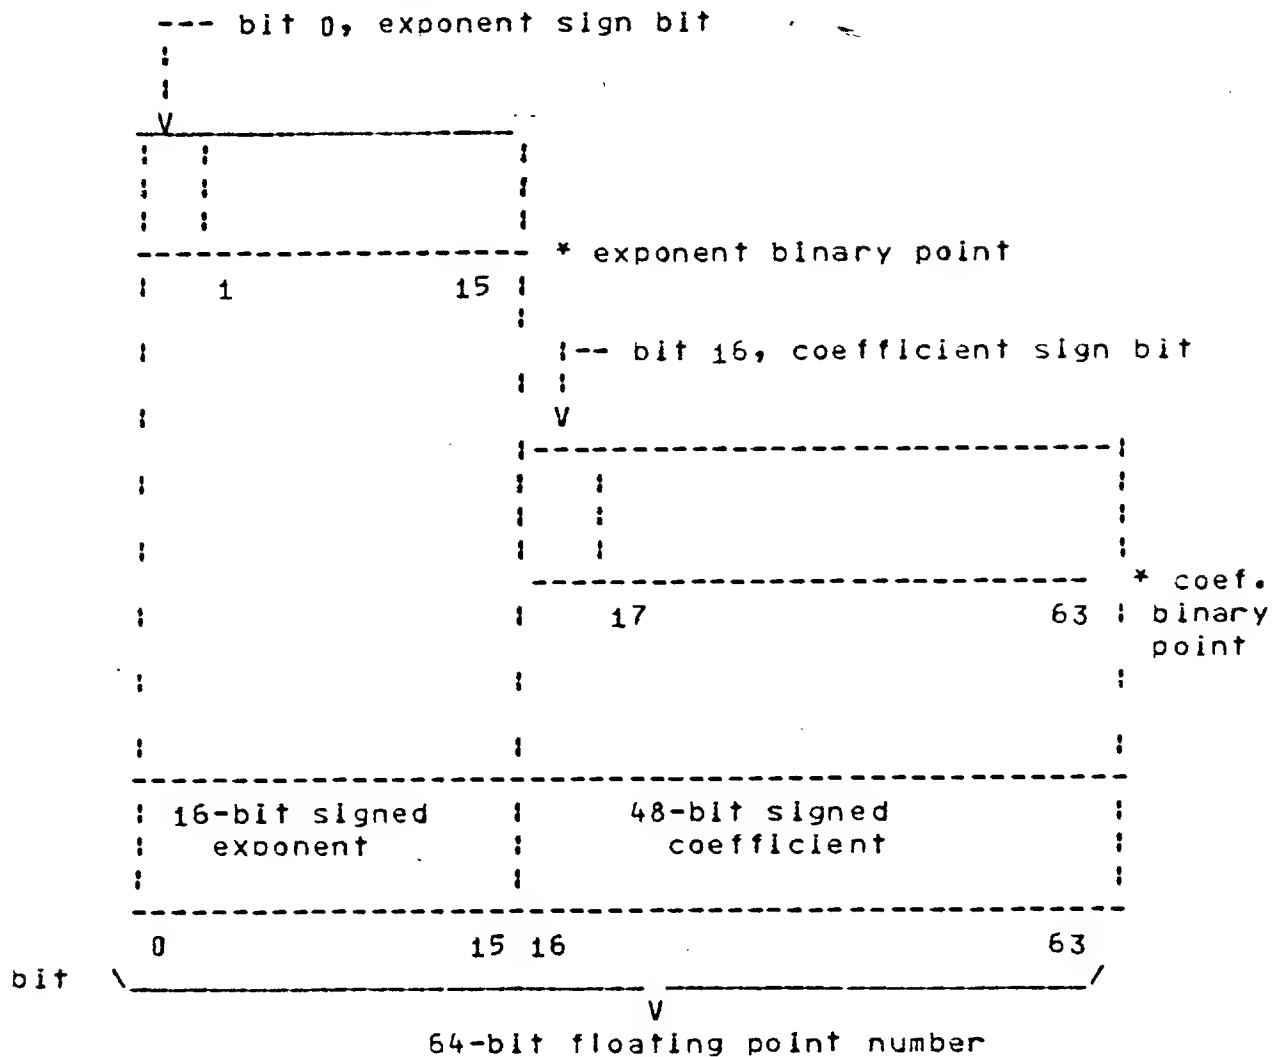 --- bit 0, exponent sign bit
V
* exponent binary point
1 15
-- bit 16, coefficient sign bit
V
* coef.
17 63 binary
point
16-bit signed 48-bit signed
exponent coefficient
0 15 16 63
bit
V
64-bit floating point number